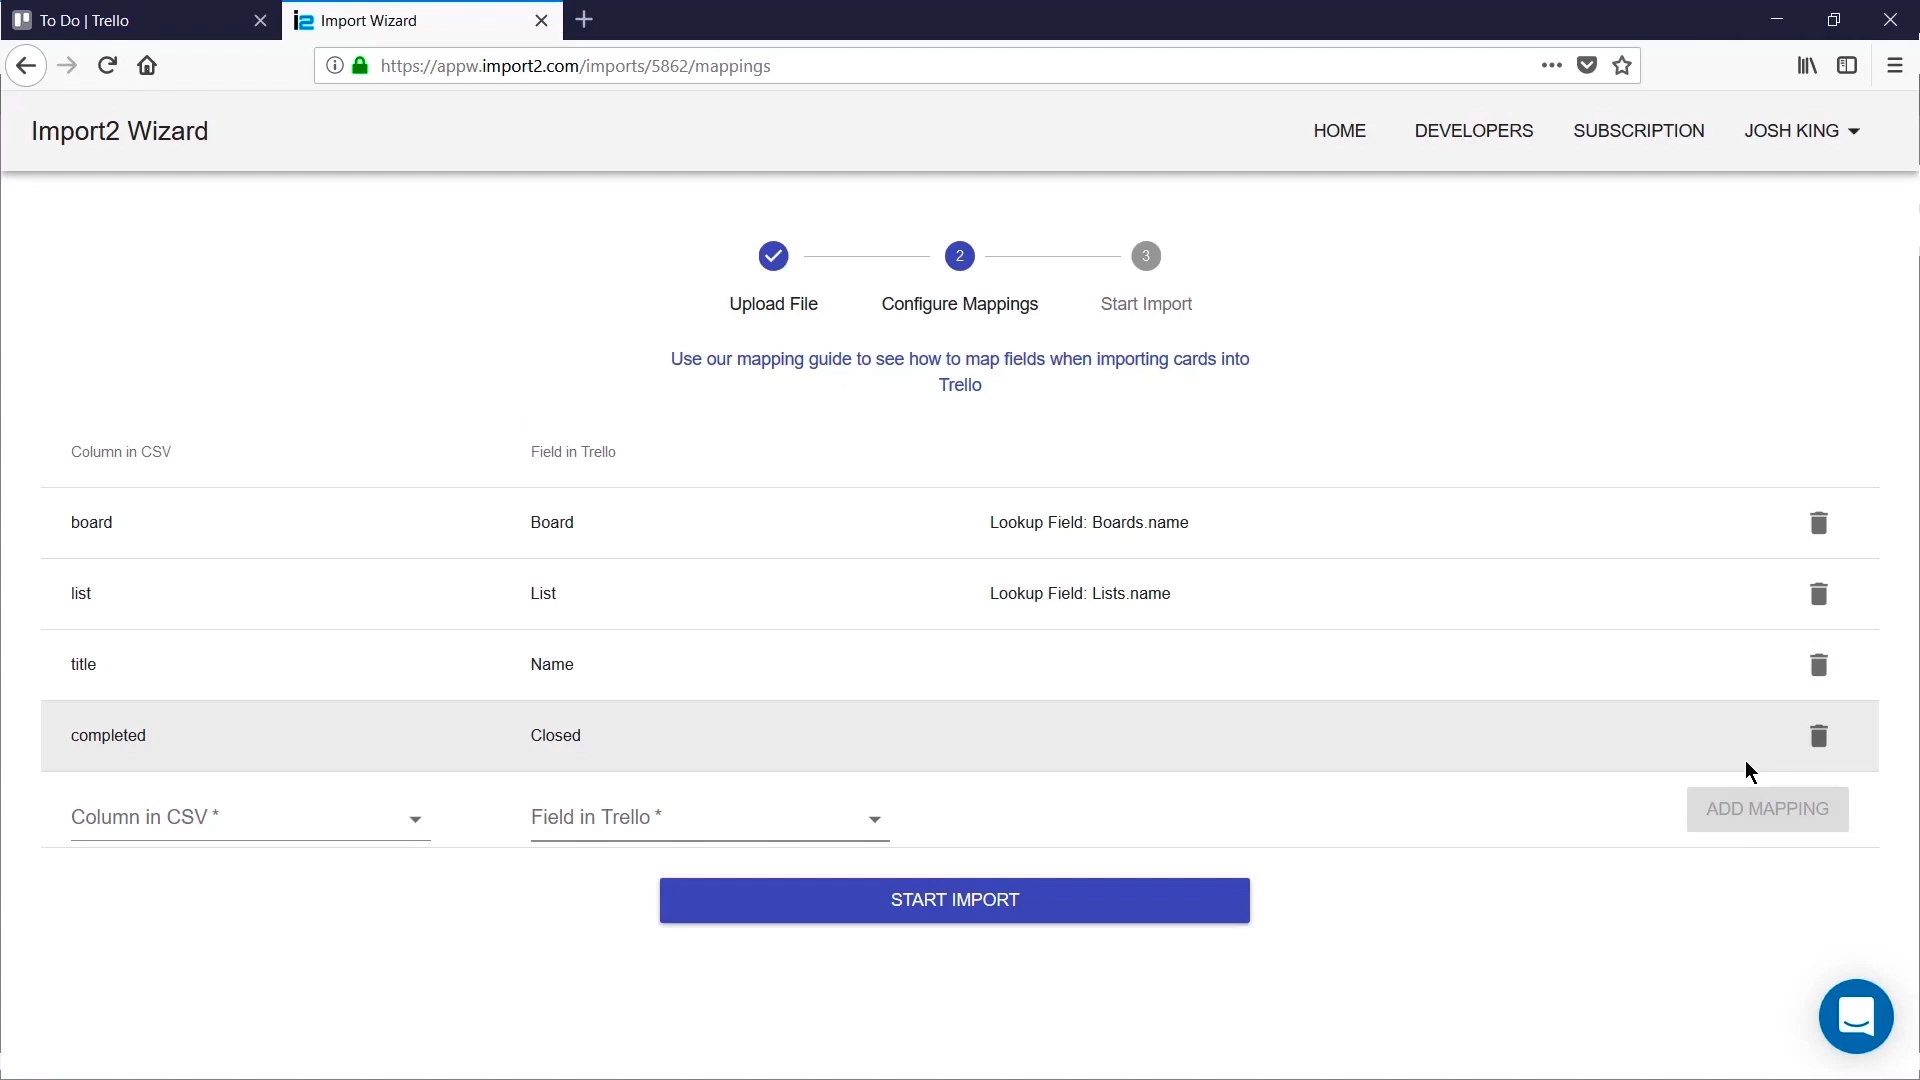 To Do | Trello
Import Wizard
https://appw.import2.com/imports/5862/mappings
Import2 Wizard
HOME
DEVELOPERS
SUBSCRIPTION
JOSH KING
2
3
Upload File
Configure Mappings
Start Import
Use our mapping guide to see how to map fields when importing cards into
Trello
Column in CSV
Field in Trello
board
Board
Lookup Field: Boards.name
list
List
Lookup Field: Lists.name
title
Name
completed
Closed
Column in CSV *
Field in Trello *
ADD MAPPING
START IMPORT